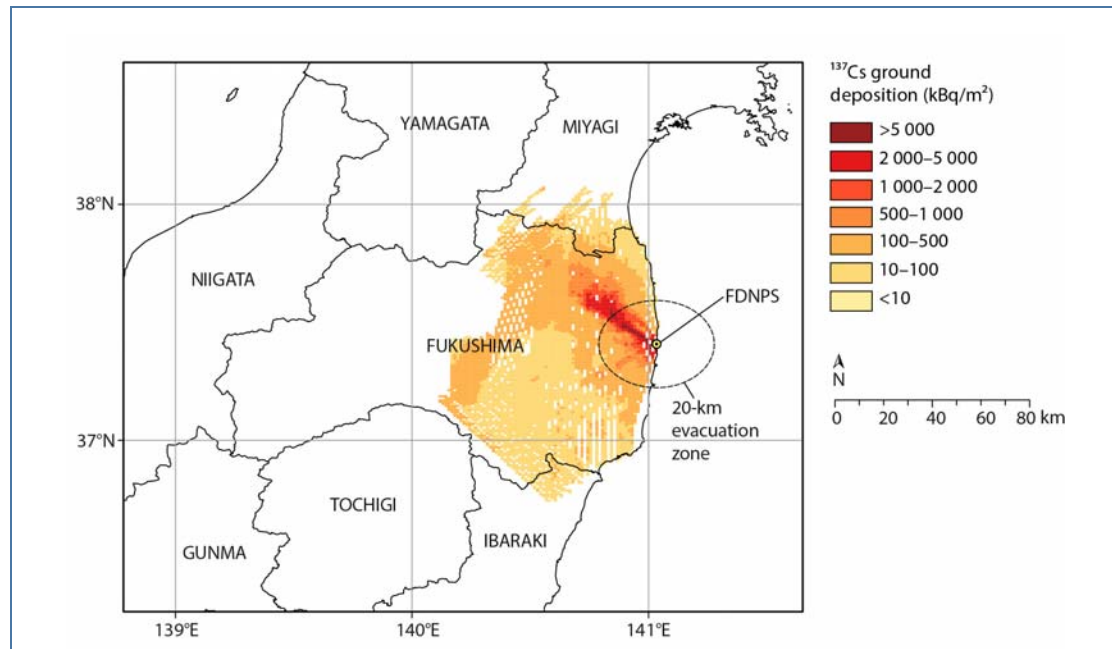 YAMAGATA
MIYAGI
38°N
NIIGATA
FDNPS
FUKUSHIMA
20-km
evacuation
zone
37°N
TOCHIGI
IBARAKI
GUNMA
139°E
140°E
141°E
¹³⁷Cs ground
deposition (kBq/m²)
>5 000
2 000–5 000
1 000–2 000
500–1 000
100–500
10–100
<10
N
0 20 40 60 80 km